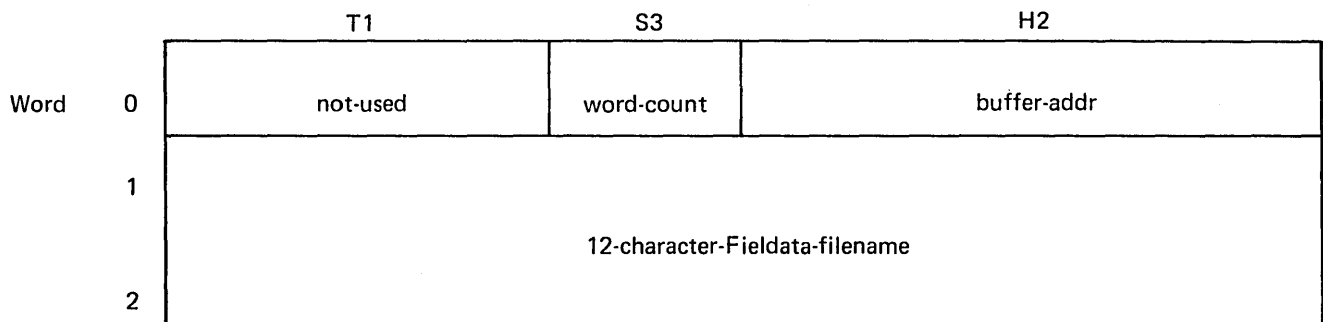 T1 S3 H2
Word 0 not-used word-count buffer-addr
1
12-character-Fieldata-filename
2